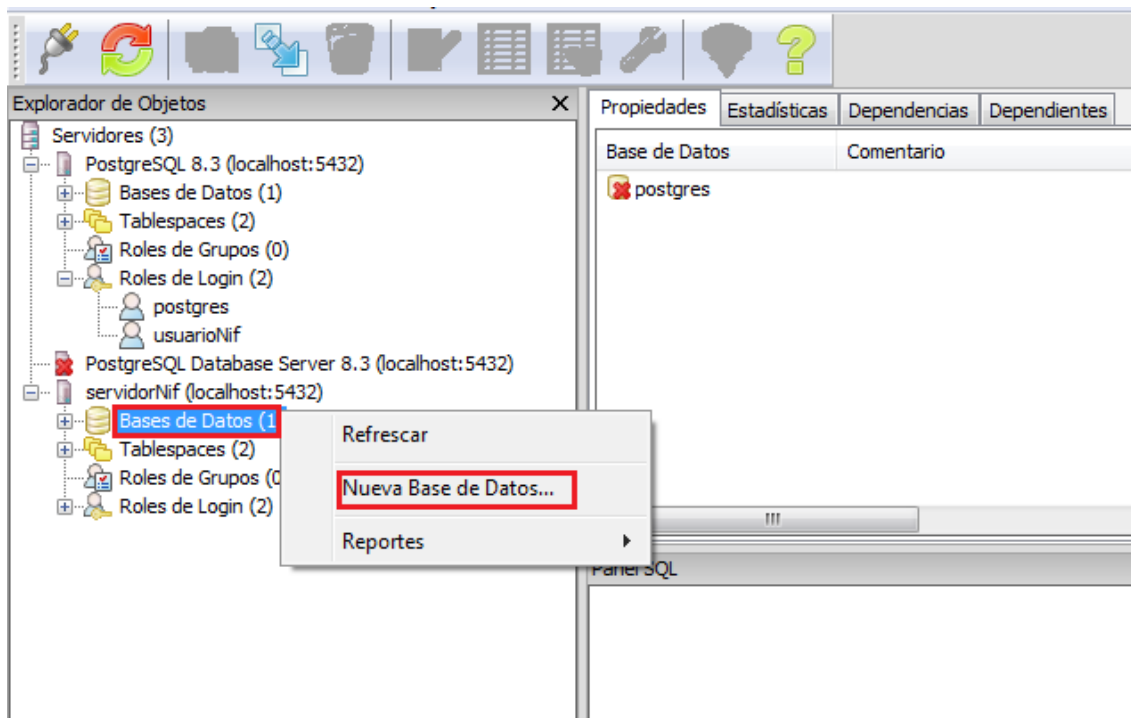 Explorador de Objetos
Servidores (3)
PostgreSQL 8.3 (localhost:5432)
Bases de Datos (1)
Tablespaces (2)
Roles de Grupos (0)
Roles de Login (2)
postgres
usuarioNif
PostgreSQL Database Server 8.3 (localhost:5432)
servidorNif (localhost:5432)
Bases de Datos (1
Tablespaces (2)
Roles de Grupos (0
Roles de Login (2)
Refrescar
Nueva Base de Datos...
Reportes
Propiedades Estadísticas Dependencias Dependientes
Base de Datos Comentario
postgres
Panel SQL